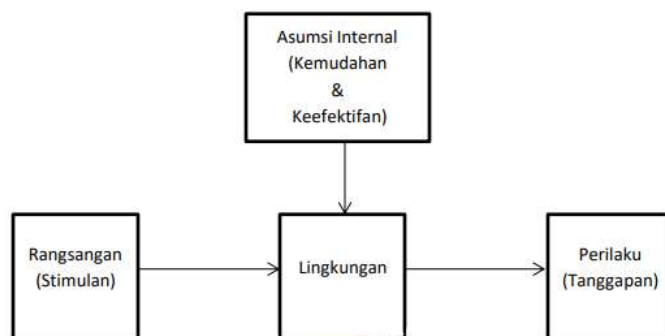 Asumsi Internal
(Kemudahan
&
Keefektifan)
Rangsangan
(Stimulan)
Lingkungan
Perilaku
(Tanggapan)